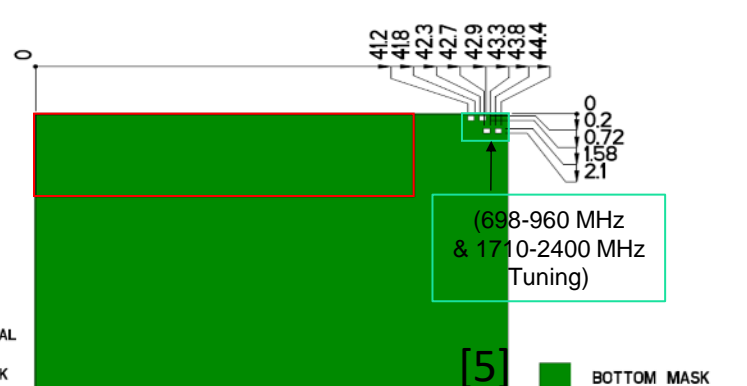 0
41.2
41.8
42.3
42.7
42.9
43.3
43.8
44.4
0
0.2
0.72
1.58
2.1
(698-960 MHz
& 1710-2400 MHz
Tuning)
AL
K
[5]
BOTTOM MASK